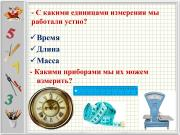 - С какими единицами измерения мы
работали устно?
✓Время
✓Длина
✓Масса
- Какими приборами мы их можем
измерить?